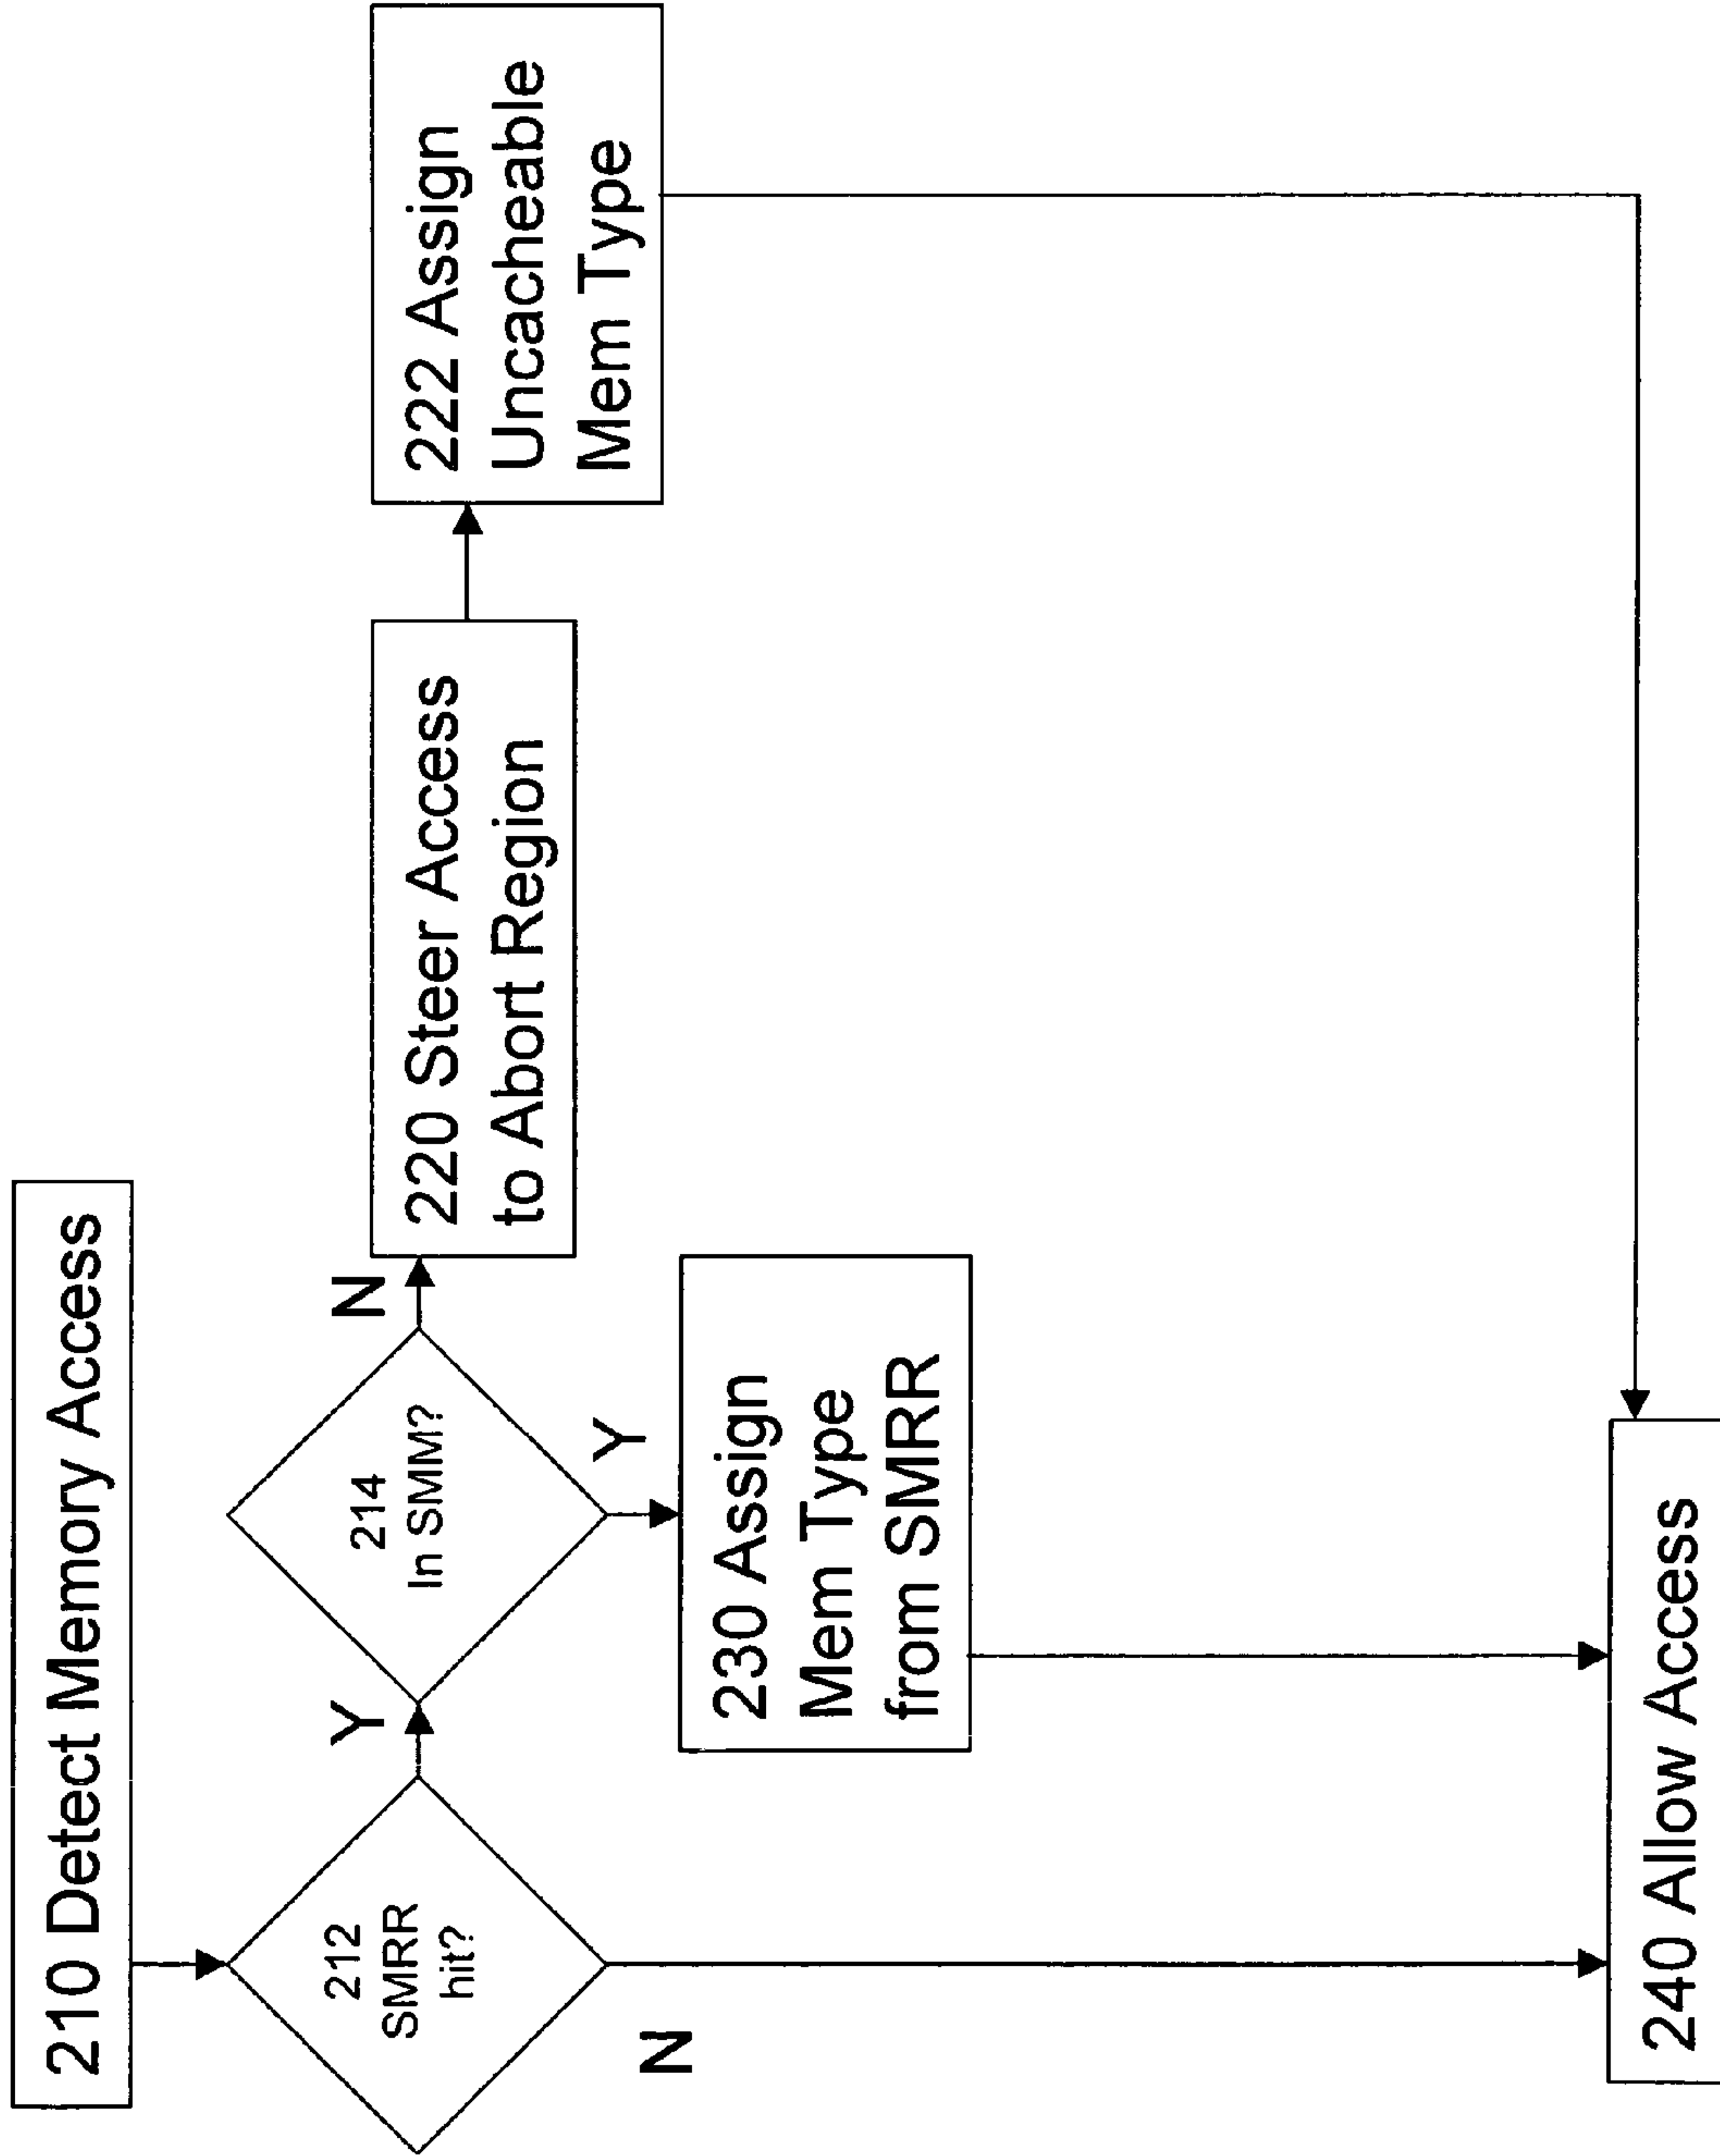 210 Detect Memory Access
212
SMRR
hit?
Y
N
214
In SMM?
N
Y
220 Steer Access
to Abort Region
222 Assign
Uncacheable
Mem Type
230 Assign
Mem Type
from SMRR
240 Allow Access